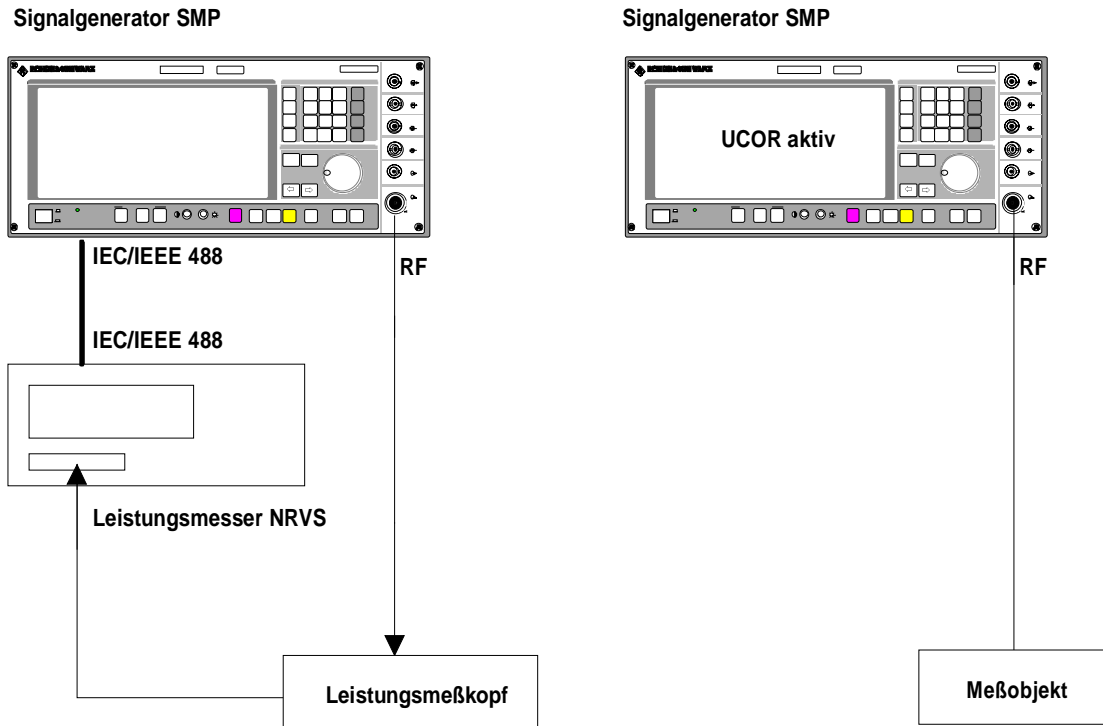 Signalgenerator SMP
Signalgenerator SMP
UCOR aktiv
IEC/IEEE 488
RF
RF
IEC/IEEE 488
Leistungsmesser NRVS
Leistungsmeßkopf
Meßobjekt